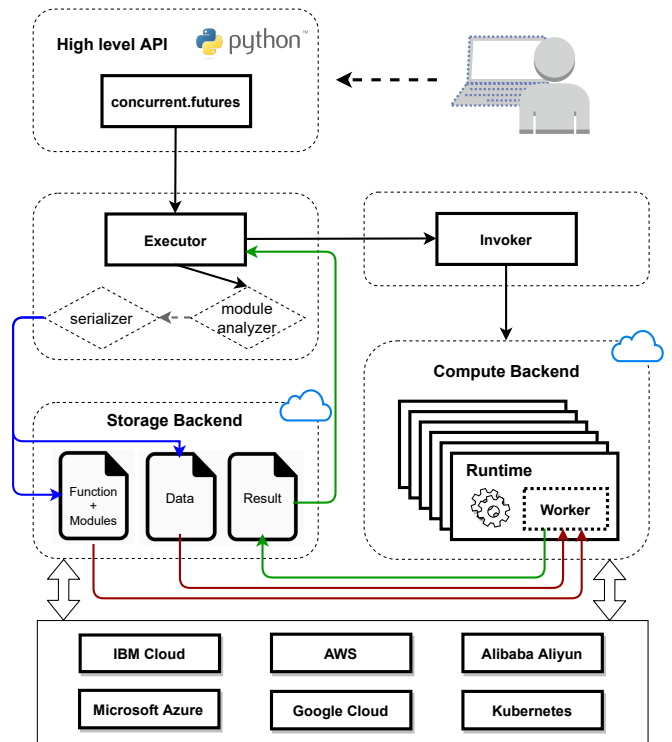 High level API
python™
concurrent.futures
Executor
Invoker
serializer
module
analyzer
Compute Backend
Storage Backend
Runtime
Function
+
Modules
Data
Result
Worker
IBM Cloud
AWS
Alibaba Aliyun
Microsoft Azure
Google Cloud
Kubernetes